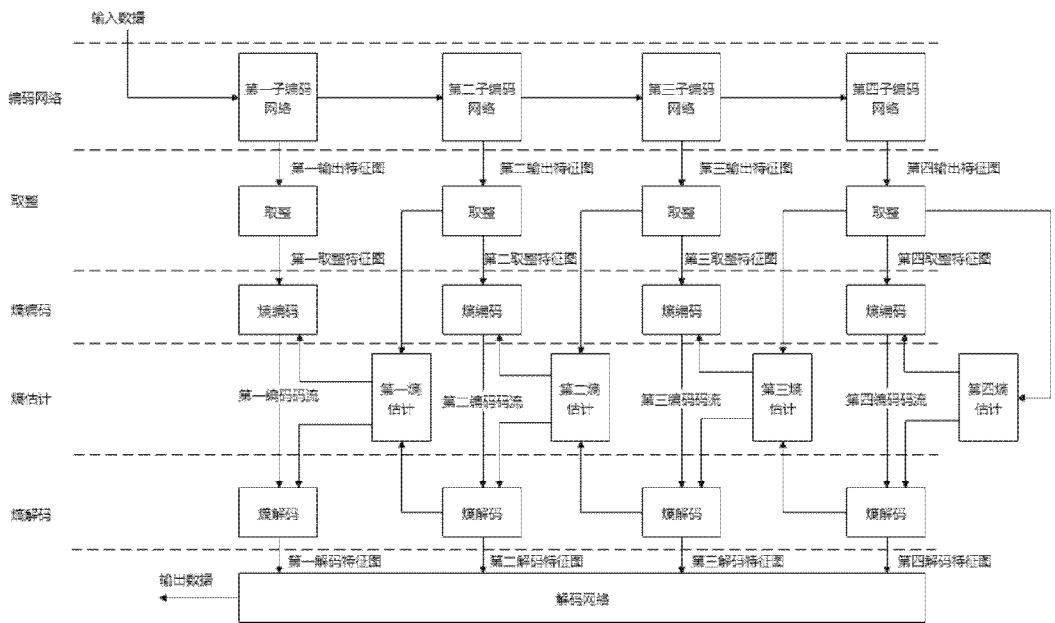 输入数据
编码网络
第一子编码
网络
第二子编码
网络
第三子编码
网络
第四子编码
网络
第一输出特征图
第二输出特征图
第三输出特征图
第四输出特征图
取整
取整
取整
取整
取整
第一取整特征图
第二取整特征图
第三取整特征图
第四取整特征图
熵编码
熵编码
熵编码
熵编码
熵编码
熵估计
第一编码码流
第一熵
估计
第二编码码流
第二熵
估计
第三编码码流
第三熵
估计
第四编码码流
第四熵
估计
熵解码
熵解码
熵解码
熵解码
熵解码
第一解码特征图
第二解码特征图
第三解码特征图
第四解码特征图
输出数据
解码网络